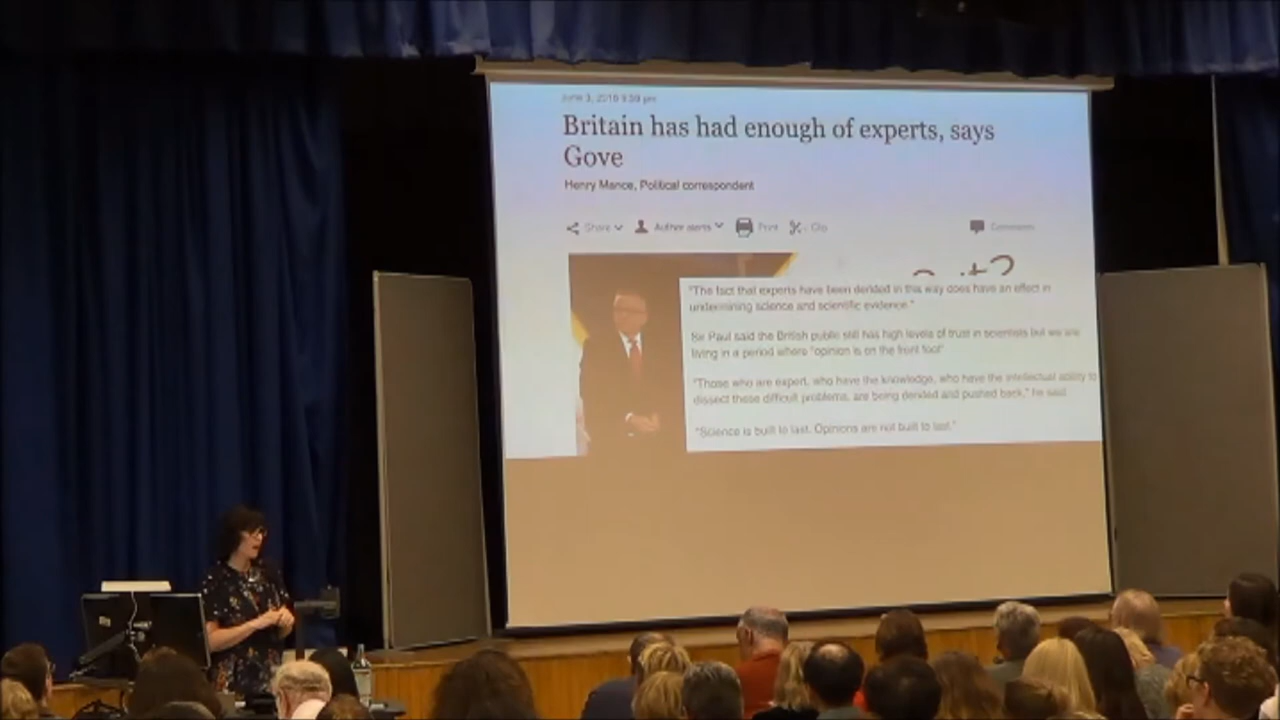 June 3, 2016 9:39 pm
Britain has had enough of experts, says
Gove
Henry Mance, Political correspondent
Share Author alerts Print Clip Comments
"The fact that experts have been derided in this way does have an effect in
undermining science and scientific evidence."
Sir Paul said the British public still has high levels of trust in scientists but we are
living in a period where "opinion is on the front foot"
"Those who are expert, who have the knowledge, who have the intellectual ability to
dissect these difficult problems, are being derided and pushed back," he said.
"Science is built to last. Opinions are not built to last."